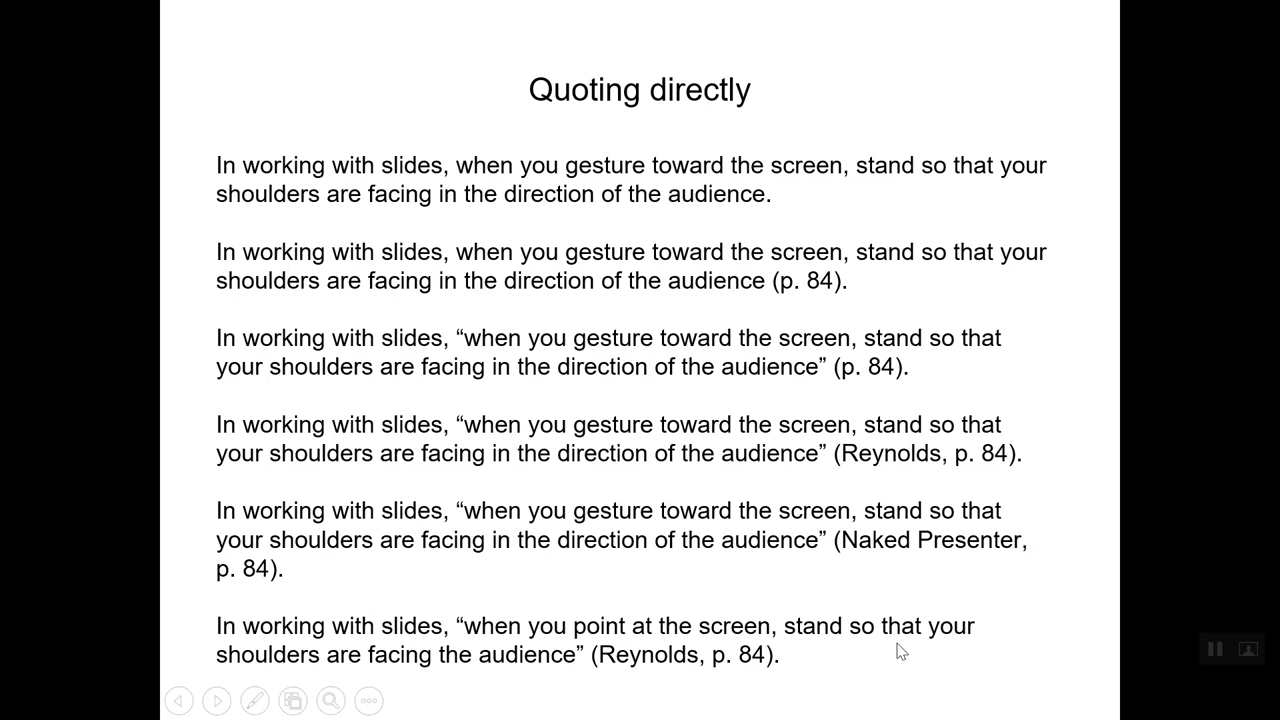 Quoting directly
In working with slides, when you gesture toward the screen, stand so that your
shoulders are facing in the direction of the audience.
In working with slides, when you gesture toward the screen, stand so that your
shoulders are facing in the direction of the audience (p. 84).
In working with slides, “when you gesture toward the screen, stand so that
your shoulders are facing in the direction of the audience” (p. 84).
In working with slides, “when you gesture toward the screen, stand so that
your shoulders are facing in the direction of the audience” (Reynolds, p. 84).
In working with slides, “when you gesture toward the screen, stand so that
your shoulders are facing in the direction of the audience” (Naked Presenter,
p. 84).
In working with slides, “when you point at the screen, stand so that your
shoulders are facing the audience” (Reynolds, p. 84).